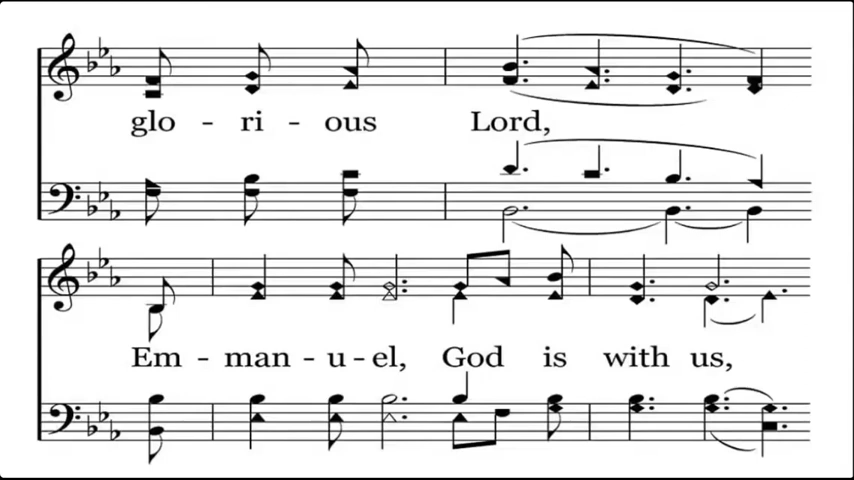 glo - ri - ous Lord,
Em - man - u - el, God is with us,